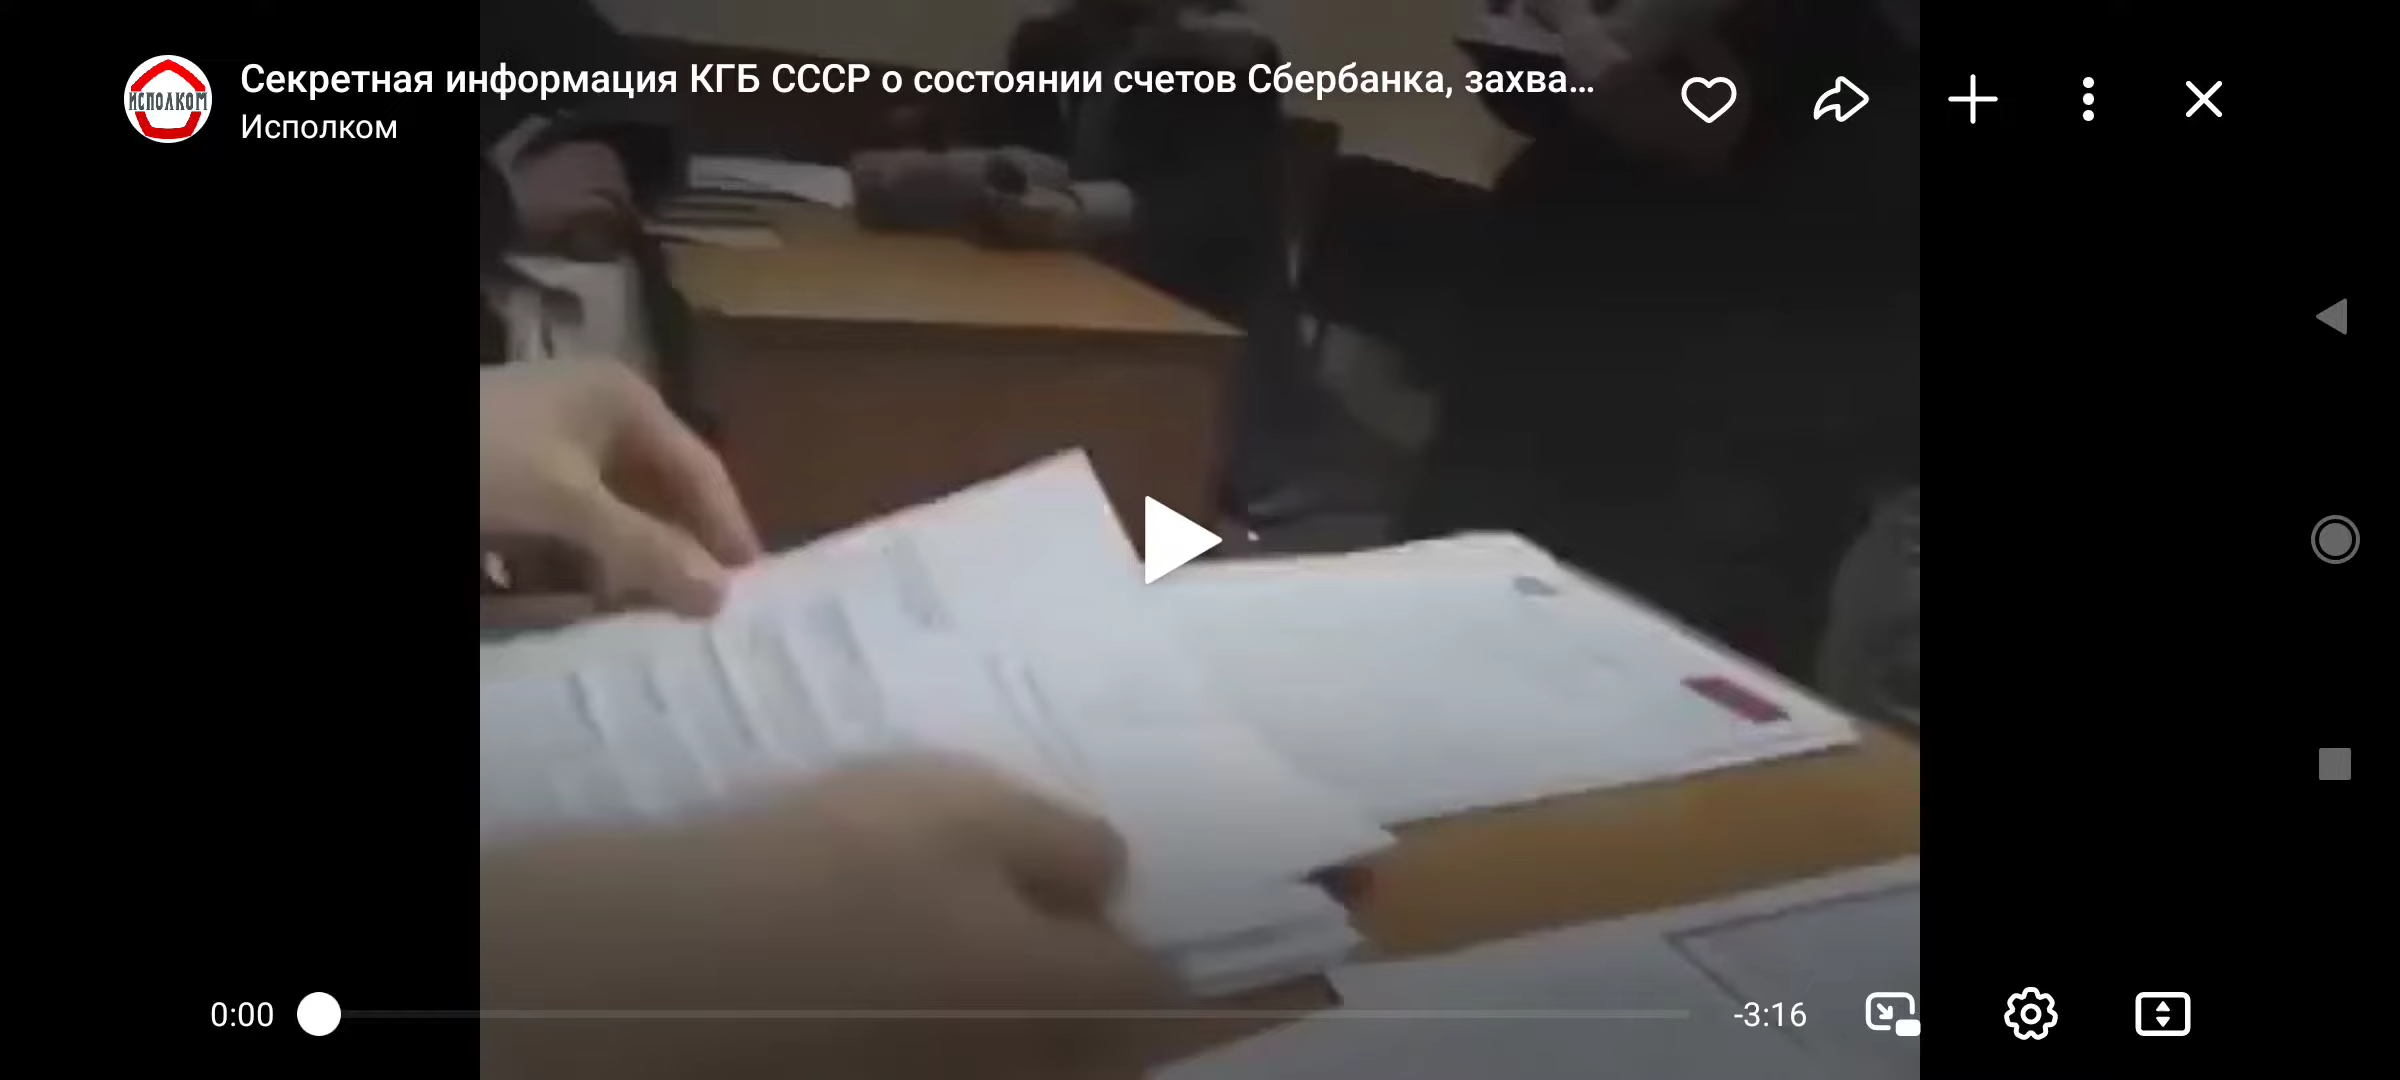 Секретная информация КГБ СССР о состоянии счетов Сбербанка, захва...
Исполком
ИСПОЛКОМ
0:00
-3:16